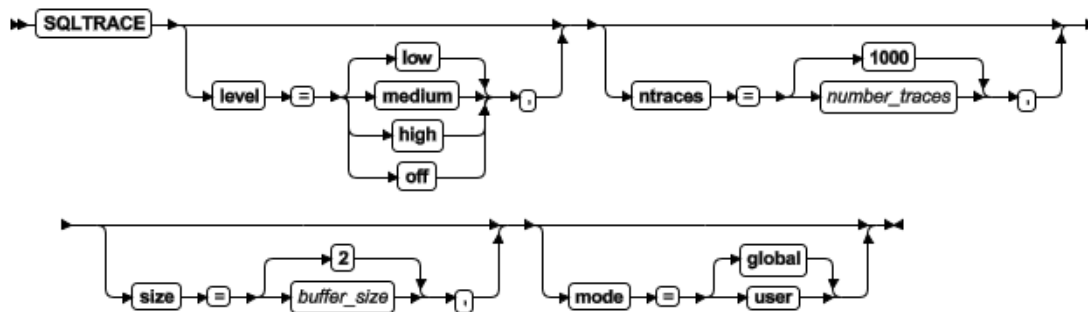 SQLTRACE
low 1000
level = medium , ntraces = number_traces ,
high
off
2 global
size = buffer_size , mode = user